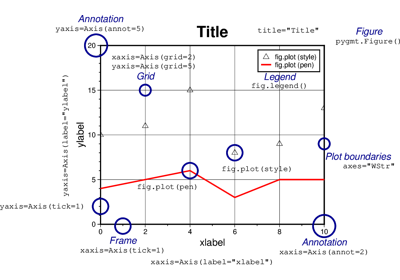 Annotation
yaxis=Axis(annot=5)
Title
title="Title"
Figure
pygmt.Figure()
20
xaxis=Axis(grid=2)
yaxis=Axis(grid=5)
Grid
fig.plot (style)
fig.plot (pen)
Legend
fig.legend()
15
yaxis=Axis(label="ylabel")
ylabel
10
fig.plot(style)
Plot boundaries
axes="WStr"
5
fig.plot(pen)
yaxis=Axis(tick=1)
0
0
2
4
6
8
10
Frame
xaxis=Axis(tick=1)
xlabel
Annotation
xaxis=Axis(annot=2)
xaxis=Axis(label="xlabel")